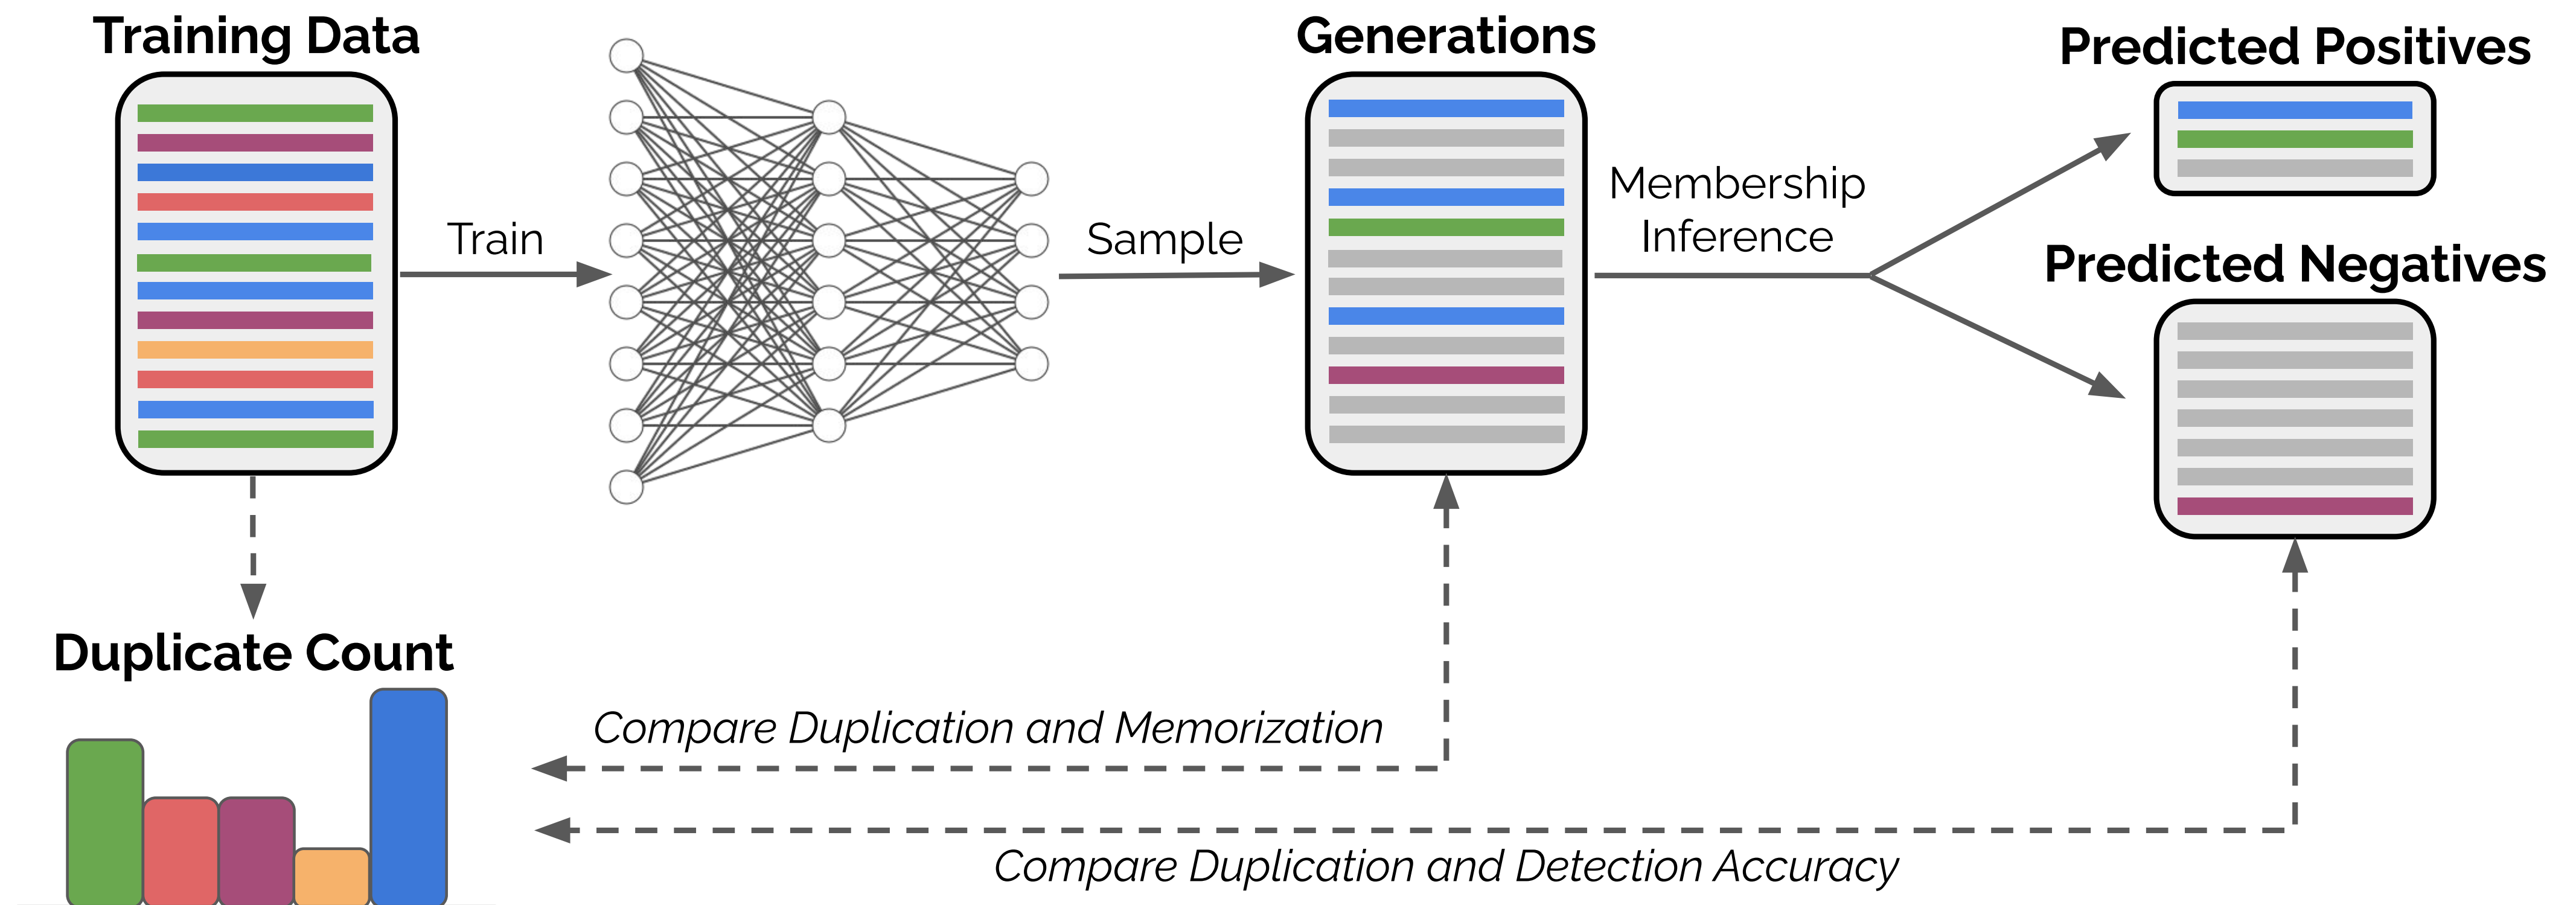 Training Data
Train
Sample
Generations
Membership
Inference
Predicted Positives
Predicted Negatives
Duplicate Count
Compare Duplication and Memorization
Compare Duplication and Detection Accuracy